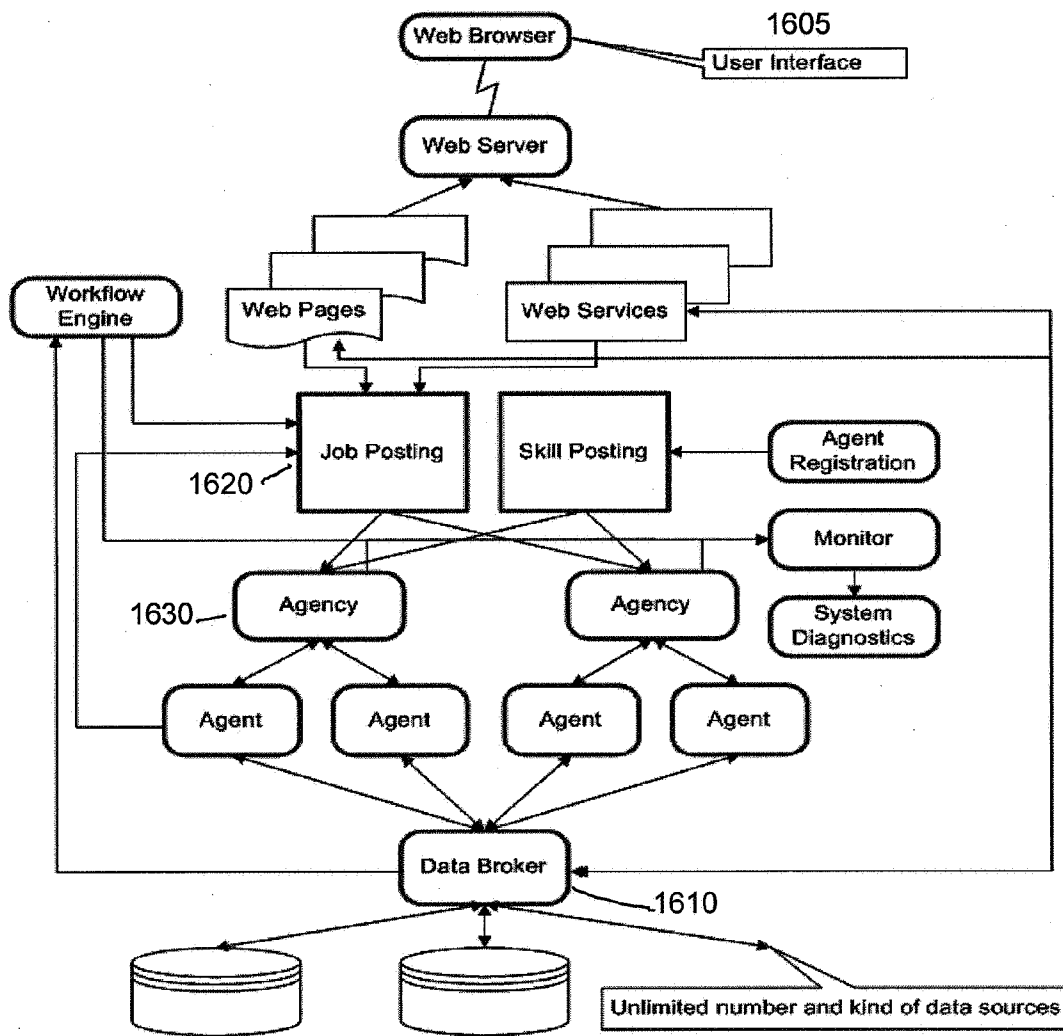 1605
Web Browser
User Interface
Web Server
Workflow
Engine
Web Pages
Web Services
Job Posting
Skill Posting
Agent
Registration
1620
Monitor
1630
Agency
Agency
System
Diagnostics
Agent
Agent
Agent
Agent
Data Broker
1610
Unlimited number and kind of data sources